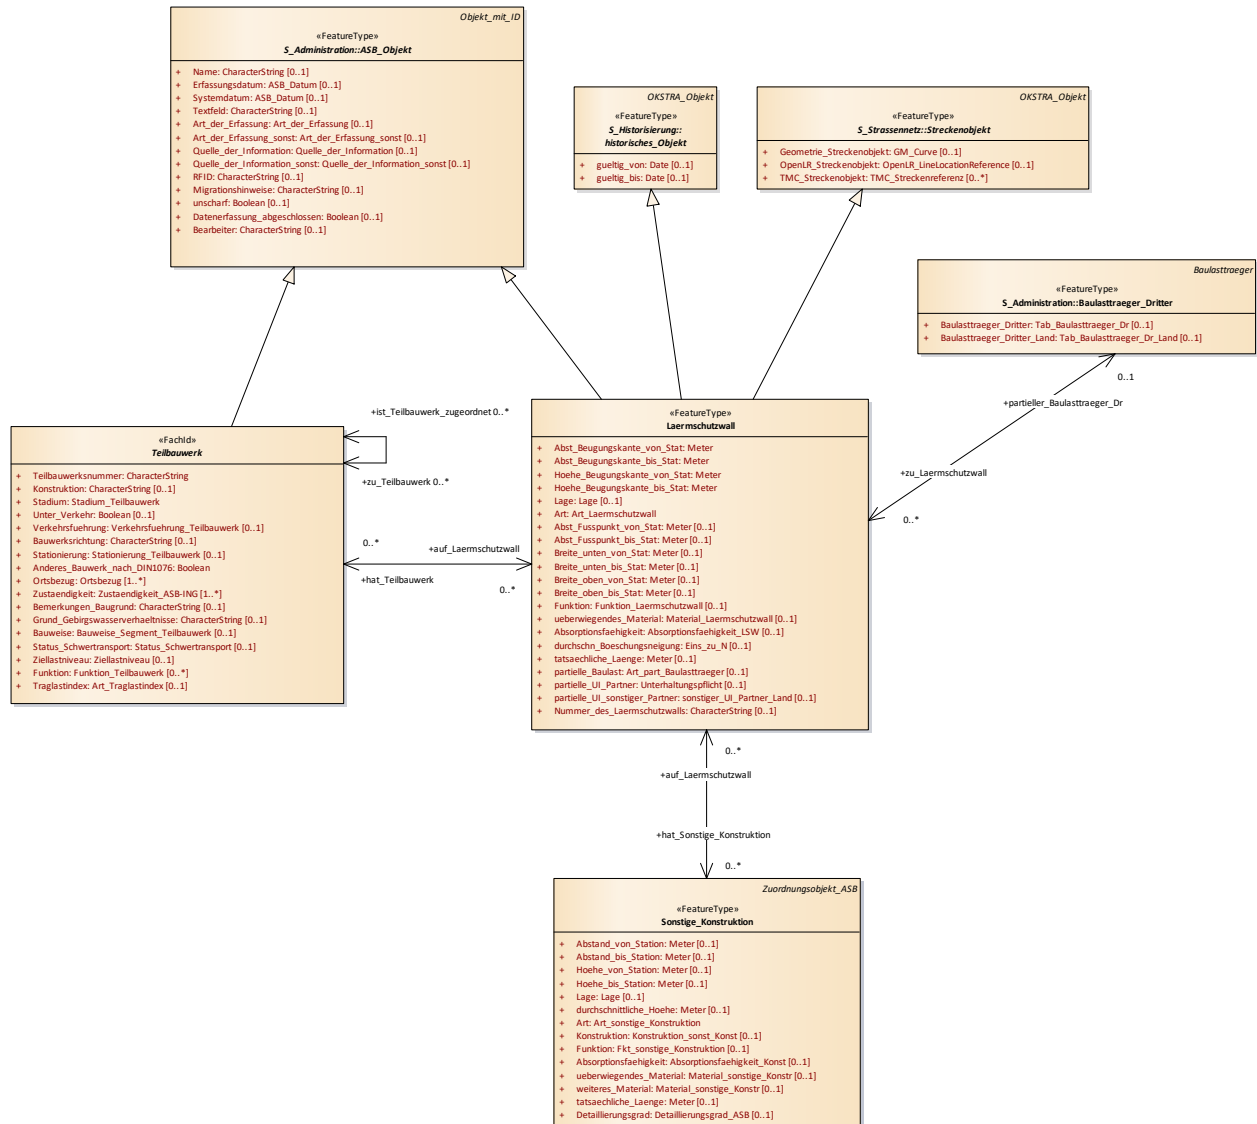 Objekt_mit_ID
«FeatureType»
S_Administration::ASB_Objekt
+ Name: CharacterString [0..1]
+ Erfassungsdatum: ASB_Datum [0..1]
+ Systemdatum: ASB_Datum [0..1]
+ Textfeld: CharacterString [0..1]
+ Art_der_Erfassung: Art_der_Erfassung [0..1]
+ Art_der_Erfassung_sonst: Art_der_Erfassung_sonst [0..1]
+ Quelle_der_Information: Quelle_der_Information [0..1]
+ Quelle_der_Information_sonst: Quelle_der_Information_sonst [0..1]
+ RFID: CharacterString [0..1]
+ Migrationshinweise: CharacterString [0..1]
+ unscharf: Boolean [0..1]
+ Datenerfassung_abgeschlossen: Boolean [0..1]
+ Bearbeiter: CharacterString [0..1]
OKSTRA_Objekt
«FeatureType»
S_Historisierung::
historisches_Objekt
+ gueltig_von: Date [0..1]
+ gueltig_bis: Date [0..1]
OKSTRA_Objekt
«FeatureType»
S_Strassennetz::Streckenobjekt
+ Geometrie_Streckenobjekt: GM_Curve [0..1]
+ OpenLR_Streckenobjekt: OpenLR_LineLocationReference [0..1]
+ TMC_Streckenobjekt: TMC_Streckenreferenz [0..*]
Baulasttraeger
«FeatureType»
S_Administration::Baulasttraeger_Dritter
+ Baulasttraeger_Dritter: Tab_Baulasttraeger_Dr [0..1]
+ Baulasttraeger_Dritter_Land: Tab_Baulasttraeger_Dr_Land [0..1]
0..1
+partieller_Baulasttraeger_Dr
+zu_Laermschutzwall
0..*
+ist_Teilbauwerk_zugeordnet 0..*
+zu_Teilbauwerk 0..*
«FachId»
Teilbauwerk
+ Teilbauwerksnummer: CharacterString
+ Konstruktion: CharacterString [0..1]
+ Stadium: Stadium_Teilbauwerk
+ Unter_Verkehr: Boolean [0..1]
+ Verkehrsfuehrung: Verkehrsfuehrung_Teilbauwerk [0..1]
+ Bauwerksrichtung: CharacterString [0..1]
+ Stationierung: Stationierung_Teilbauwerk [0..1]
+ Anderes_Bauwerk_nach_DIN1076: Boolean
+ Ortsbezug: Ortsbezug [1..*]
+ Zustaendigkeit: Zustaendigkeit_ASB-ING [1..*]
+ Bemerkungen_Baugrund: CharacterString [0..1]
+ Grund_Gebirgswasserverhaeltnisse: CharacterString [0..1]
+ Bauweise: Bauweise_Segment_Teilbauwerk [0..1]
+ Status_Schwertransport: Status_Schwertransport [0..1]
+ Ziellastniveau: Ziellastniveau [0..1]
+ Funktion: Funktion_Teilbauwerk [0..*]
+ Traglastindex: Art_Traglastindex [0..1]
0..*
+auf_Laermschutzwall
+hat_Teilbauwerk
0..*
«FeatureType»
Laermschutzwall
+ Abst_Beugungskante_von_Stat: Meter
+ Abst_Beugungskante_bis_Stat: Meter
+ Hoehe_Beugungskante_von_Stat: Meter
+ Hoehe_Beugungskante_bis_Stat: Meter
+ Lage: Lage [0..1]
+ Art: Art_Laermschutzwall
+ Abst_Fusspunkt_von_Stat: Meter [0..1]
+ Abst_Fusspunkt_bis_Stat: Meter [0..1]
+ Breite_unten_von_Stat: Meter [0..1]
+ Breite_unten_bis_Stat: Meter [0..1]
+ Breite_oben_von_Stat: Meter [0..1]
+ Breite_oben_bis_Stat: Meter [0..1]
+ Funktion: Funktion_Laermschutzwall [0..1]
+ ueberwiegendes_Material: Material_Laermschutzwall [0..1]
+ Absorptionsfaehigkeit: Absorptionsfaehigkeit_LSW [0..1]
+ durchschn_Boeschungsneigung: Eins_zu_N [0..1]
+ tatsaechliche_Laenge: Meter [0..1]
+ partielle_Baulast: Art_part_Baulasttraeger [0..1]
+ partielle_UI_Partner: Unterhaltungspflicht [0..1]
+ partielle_UI_sonstiger_Partner: sonstiger_UI_Partner_Land [0..1]
+ Nummer_des_Laermschutzwalls: CharacterString [0..1]
0..*
+auf_Laermschutzwall
+hat_Sonstige_Konstruktion
0..*
Zuordnungsobjekt_ASB
«FeatureType»
Sonstige_Konstruktion
+ Abstand_von_Station: Meter [0..1]
+ Abstand_bis_Station: Meter [0..1]
+ Hoehe_von_Station: Meter [0..1]
+ Hoehe_bis_Station: Meter [0..1]
+ Lage: Lage [0..1]
+ durchschnittliche_Hoehe: Meter [0..1]
+ Art: Art_sonstige_Konstruktion
+ Konstruktion: Konstruktion_sonst_Konst [0..1]
+ Funktion: Fkt_sonstige_Konstruktion [0..1]
+ Absorptionsfaehigkeit: Absorptionsfaehigkeit_Konst [0..1]
+ ueberwiegendes_Material: Material_sonstige_Konstr [0..1]
+ weiteres_Material: Material_sonstige_Konstr [0..1]
+ tatsaechliche_Laenge: Meter [0..1]
+ Detaillierungsgrad: Detaillierungsgrad_ASB [0..1]